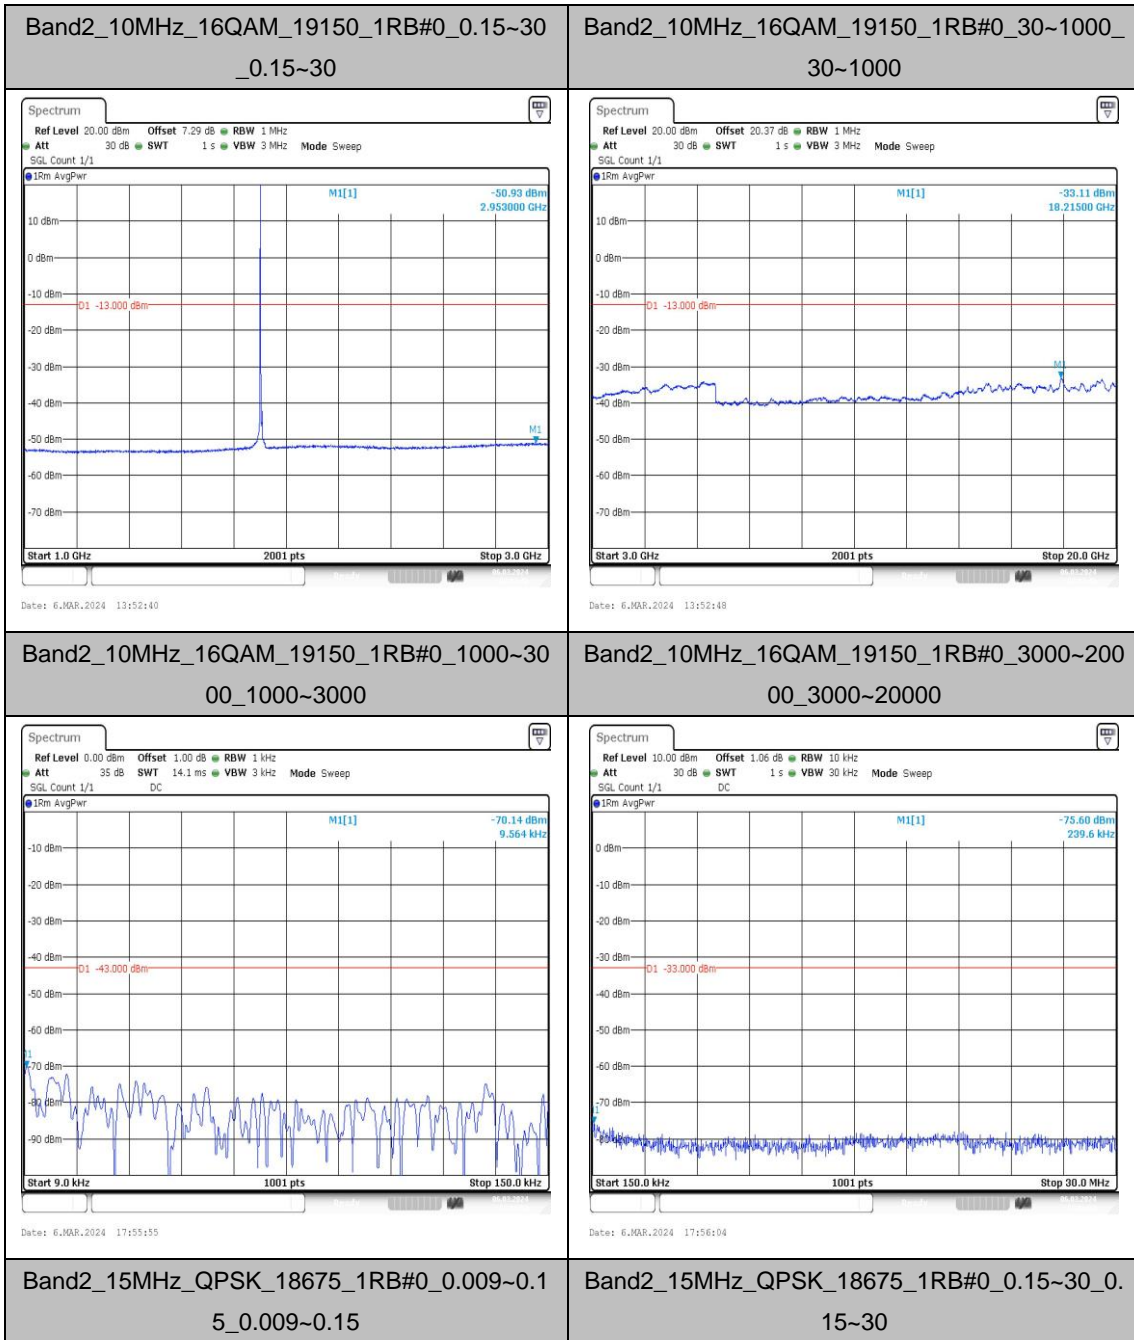 Band2_10MHz_16QAM_19150_1RB#0_0.15~30
_0.15~30
Band2_10MHz_16QAM_19150_1RB#0_30~1000_
30~1000
Spectrum
Ref Level 20.00 dBm Offset 7.29 dB RBW 1 MHz
Att 30 dB SWT 1 s VBW 3 MHz Mode Sweep
SGL Count 1/1
1Rm AvgPwr
M1[1] -50.93 dBm
2.953000 GHz
10 dBm
0 dBm
-10 dBm
D1 -13.000 dBm
-20 dBm
-30 dBm
-40 dBm
M1
-50 dBm
-60 dBm
-70 dBm
Start 1.0 GHz 2001 pts Stop 3.0 GHz
Date: 6.MAR.2024 13:52:40
Spectrum
Ref Level 20.00 dBm Offset 20.37 dB RBW 1 MHz
Att 30 dB SWT 1 s VBW 3 MHz Mode Sweep
SGL Count 1/1
1Rm AvgPwr
M1[1] -33.11 dBm
18.21500 GHz
10 dBm
0 dBm
-10 dBm
D1 -13.000 dBm
-20 dBm
-30 dBm
M1
-40 dBm
-50 dBm
-60 dBm
-70 dBm
Start 3.0 GHz 2001 pts Stop 20.0 GHz
Date: 6.MAR.2024 13:52:48
Band2_10MHz_16QAM_19150_1RB#0_1000~30
00_1000~3000
Band2_10MHz_16QAM_19150_1RB#0_3000~200
00_3000~20000
Spectrum
Ref Level 0.00 dBm Offset 1.00 dB RBW 1 kHz
Att 35 dB SWT 14.1 ms VBW 3 kHz Mode Sweep
SGL Count 1/1 DC
1Rm AvgPwr
M1[1] -70.14 dBm
9.564 kHz
-10 dBm
-20 dBm
-30 dBm
-40 dBm
D1 -43.000 dBm
-50 dBm
-60 dBm
-70 dBm
-80 dBm
-90 dBm
Start 9.0 kHz 1001 pts Stop 150.0 kHz
Date: 6.MAR.2024 17:55:55
Spectrum
Ref Level 10.00 dBm Offset 1.06 dB RBW 10 kHz
Att 30 dB SWT 1 s VBW 30 kHz Mode Sweep
SGL Count 1/1 DC
1Rm AvgPwr
M1[1] -75.60 dBm
239.6 kHz
0 dBm
-10 dBm
-20 dBm
-30 dBm
D1 -33.000 dBm
-40 dBm
-50 dBm
-60 dBm
-70 dBm
Start 150.0 kHz 1001 pts Stop 30.0 MHz
Date: 6.MAR.2024 17:56:04
Band2_15MHz_QPSK_18675_1RB#0_0.009~0.1
5_0.009~0.15
Band2_15MHz_QPSK_18675_1RB#0_0.15~30_0.
15~30